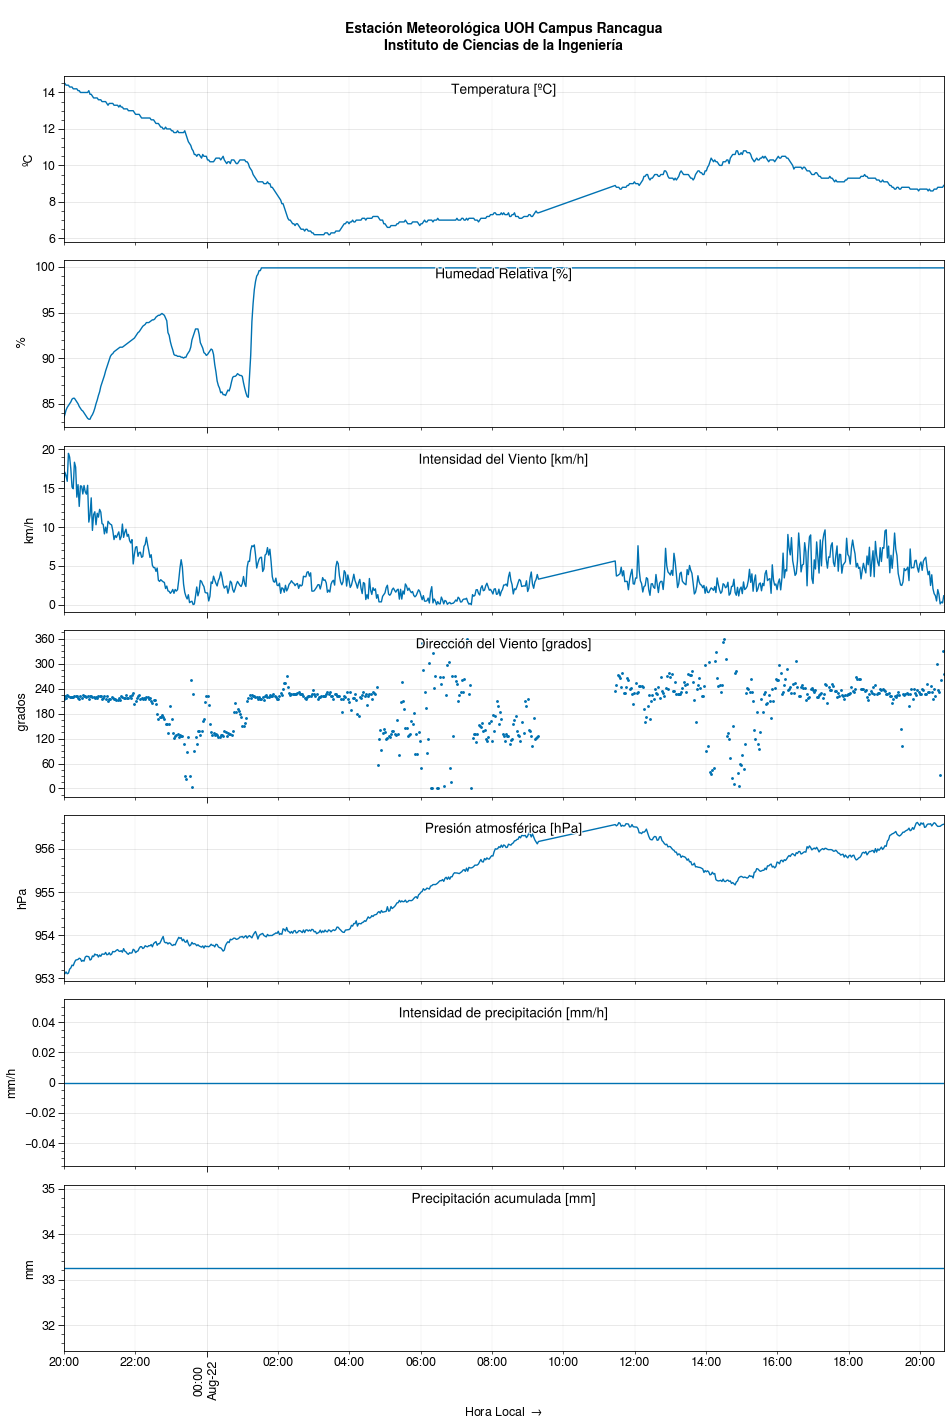 Estación Meteorológica UOH Campus Rancagua
Instituto de Ciencias de la Ingeniería
Temperatura [ºC]
ºC
14
12
10
8
6
Humedad Relativa [%]
%
100
95
90
85
Intensidad del Viento [km/h]
km/h
20
15
10
5
0
Dirección del Viento [grados]
grados
360
300
240
180
120
60
0
Presión atmosférica [hPa]
hPa
956
955
954
953
Intensidad de precipitación [mm/h]
mm/h
0.04
0.02
0
−0.02
−0.04
Precipitación acumulada [mm]
mm
35
34
33
32
20:00 22:00 00:00 02:00 04:00 06:00 08:00 10:00 12:00 14:00 16:00 18:00 20:00
Aug-22
Hora Local →